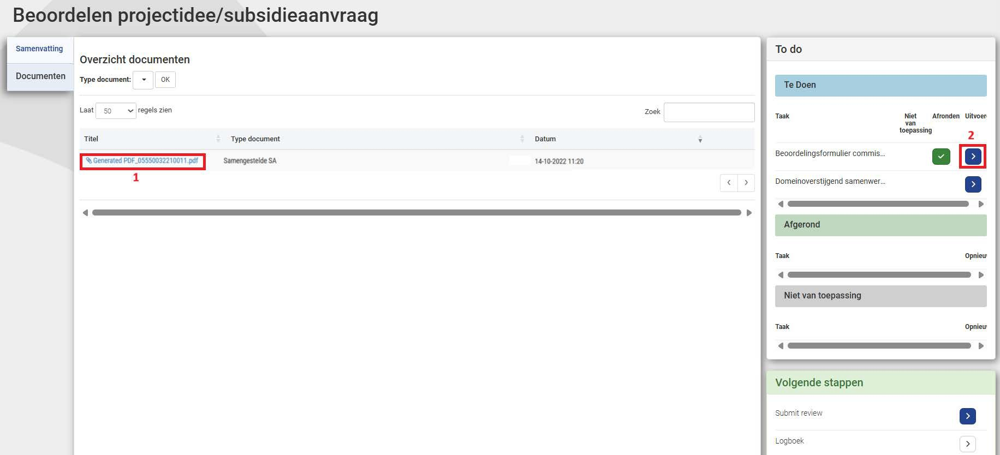 Beoordelen projectidee/subsidieaanvraag
Samenvatting
Documenten
Overzicht documenten
Type document:
OK
Laat 50 regels zien
Zoek
Titel Type document Datum
Generated PDF_05550032210011.pdf Samengestelde SA 14-10-2022 11:20
1
To do
Te Doen
Taak Niet van toepassing Afronden Uitvoer
2
Beoordelingsformulier commis...
Domeinoverstijgend samenwer...
Afgerond
Taak Opnieu
Niet van toepassing
Taak Opnieu
Volgende stappen
Submit review
Logboek